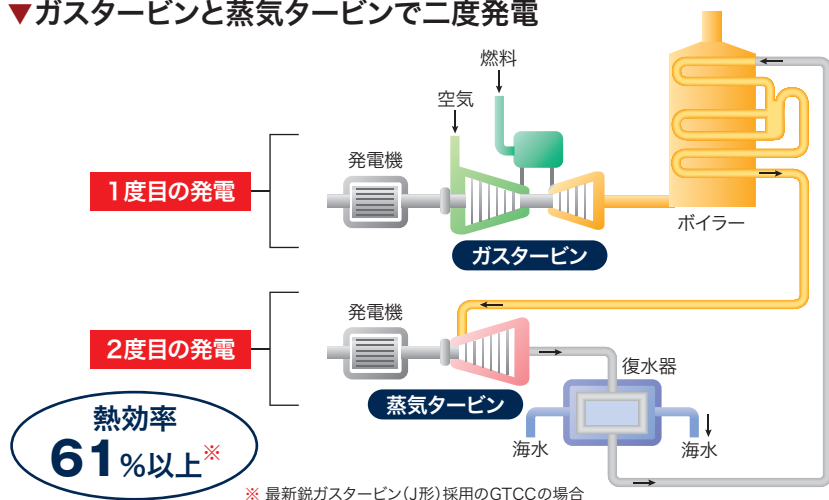 ▼ガスタービンと蒸気タービンで二度発電
燃料
空気
発電機
1度目の発電
ボイラー
ガスタービン
発電機
2度目の発電
復水器
蒸気タービン
熱効率
61%以上※
海水
海水
※ 最新鋭ガスタービン(J形)採用のGTCCの場合